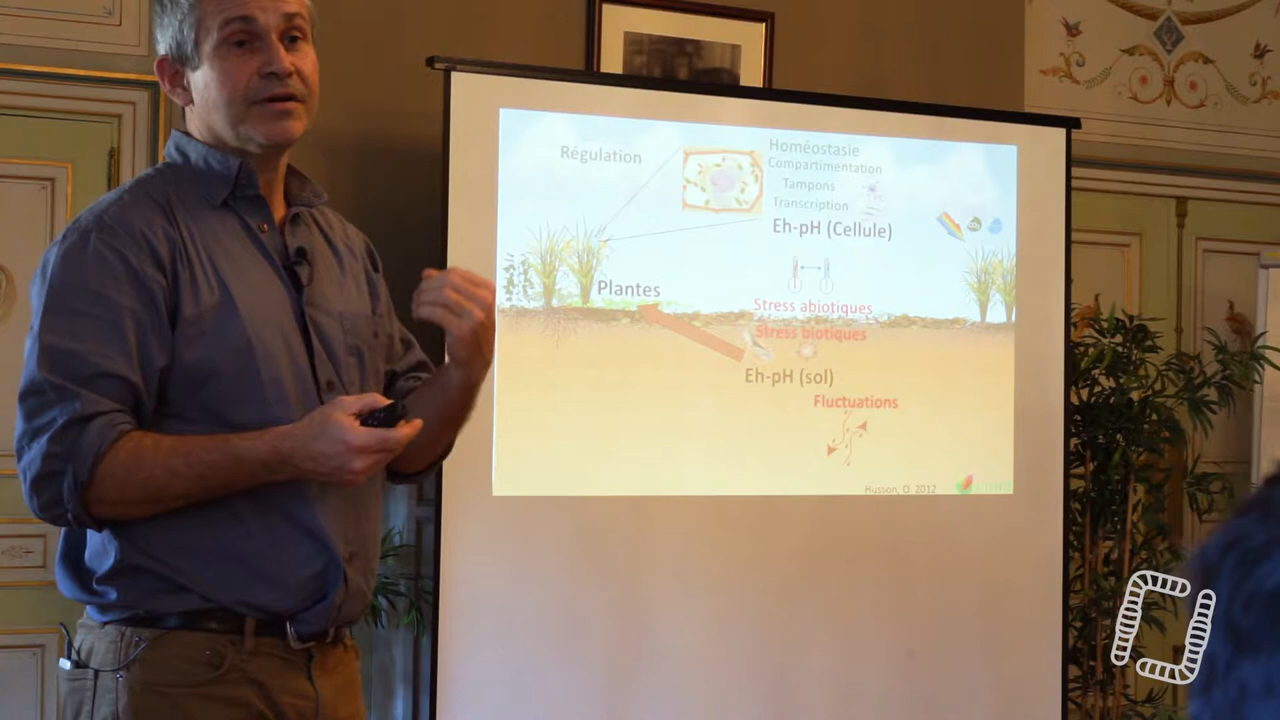 Régulation
Homéostasie
Compartimentation
Tampons
Transcription
Eh-pH (Cellule)
Plantes
Stress abiotiques
Stress biotiques
Eh-pH (sol)
Fluctuations
Husson, O. 2012